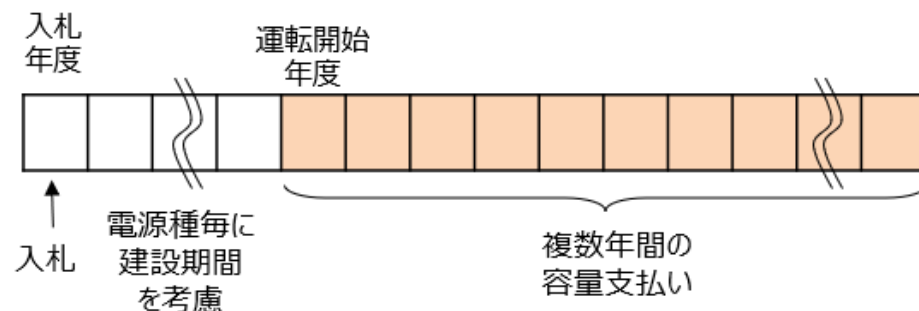 入札
年度
運転開始
年度
入札
電源種毎に
建設期間
を考慮
複数年間の
容量支払い